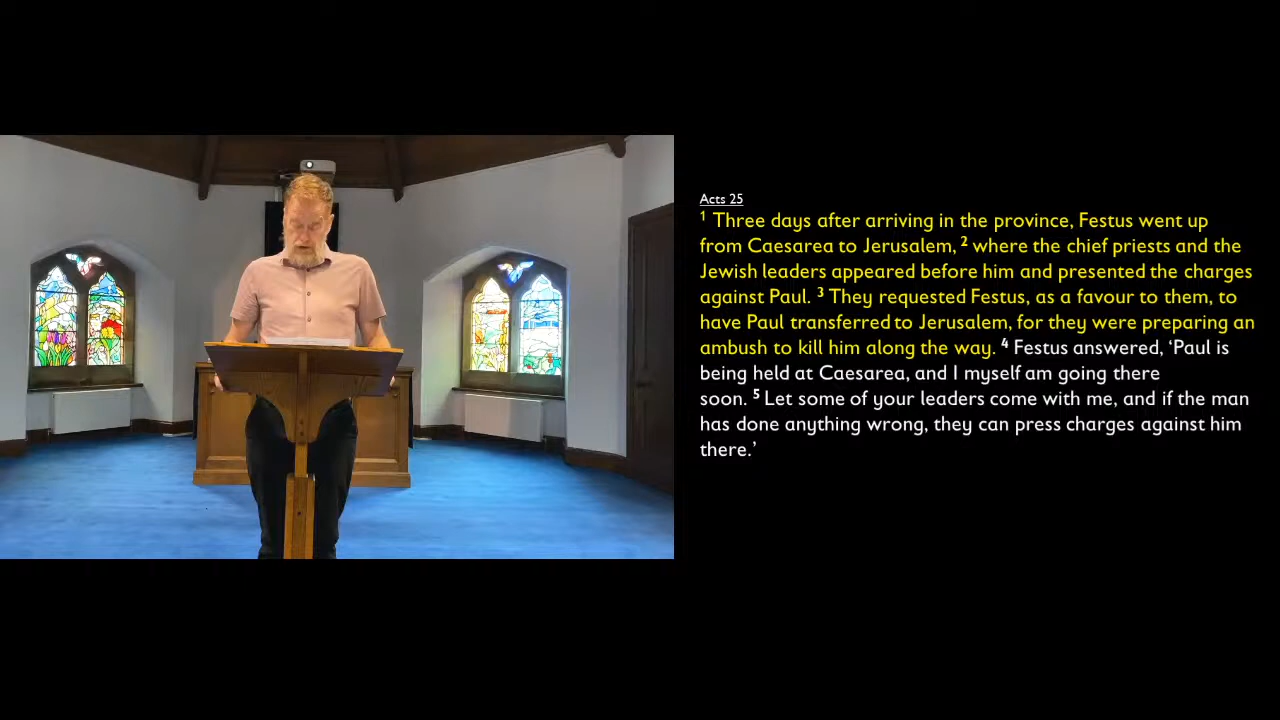 Acts 25
1 Three days after arriving in the province, Festus went up
from Caesarea to Jerusalem, 2 where the chief priests and the
Jewish leaders appeared before him and presented the charges
against Paul. 3 They requested Festus, as a favour to them, to
have Paul transferred to Jerusalem, for they were preparing an
ambush to kill him along the way. 4 Festus answered, ‘Paul is
being held at Caesarea, and I myself am going there
soon. 5 Let some of your leaders come with me, and if the man
has done anything wrong, they can press charges against him
there.’